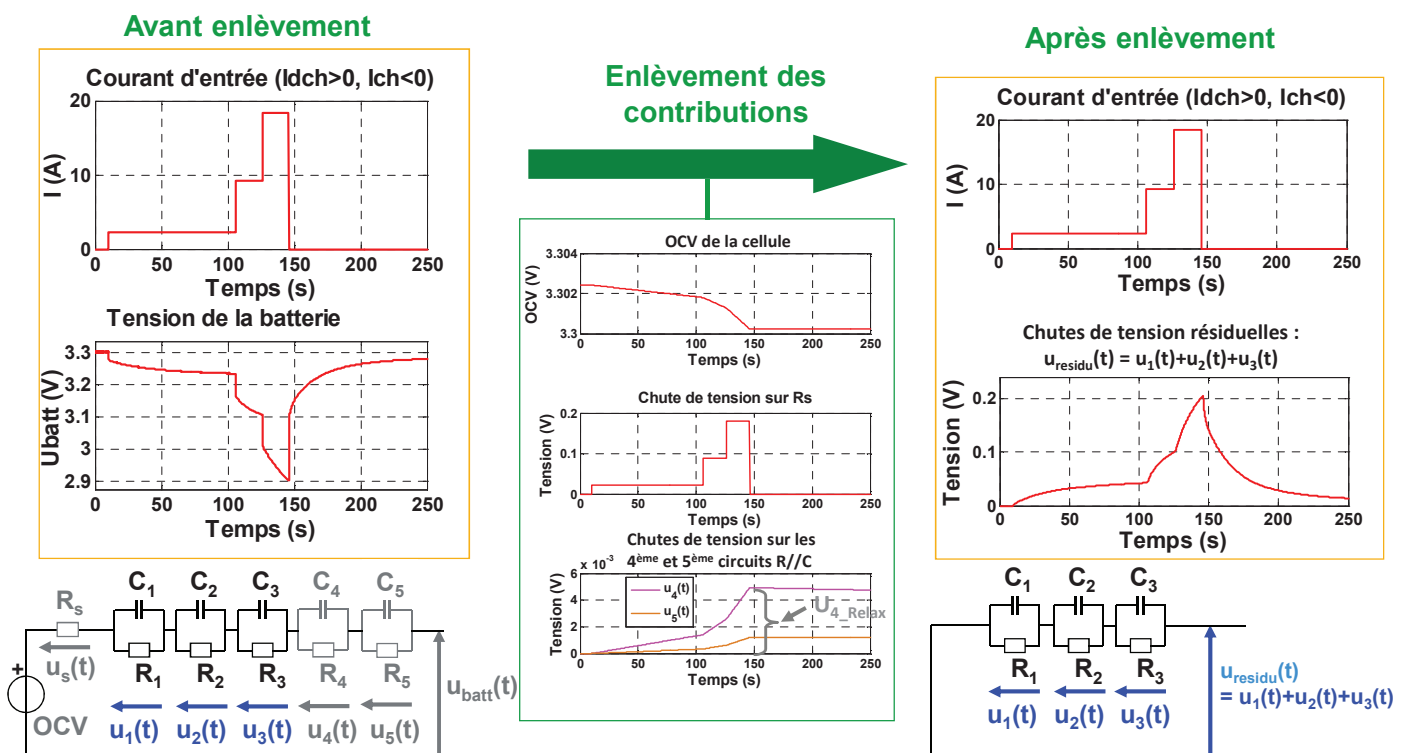 Avant enlèvement
Courant d'entrée (Idch>0, Ich<0)
20
10
0
I (A)
0 50 100 150 200 250
Temps (s)
Tension de la batterie
3.3
3.2
3.1
3
2.9
Ubatt (V)
0 50 100 150 200 250
Temps (s)
C1 C2 C3 C4 C5
Rs
R1 R2 R3 R4 R5
+
OCV
us(t)
u1(t) u2(t) u3(t) u4(t) u5(t)
ubatt(t)
Enlèvement des
contributions
OCV de la cellule
3.304
3.302
3.3
OCV (V)
0 50 100 150 200 250
Temps (s)
Chute de tension sur Rs
0.2
0.1
0
Tension (V)
0 50 100 150 200 250
Temps (s)
Chutes de tension sur les
4ème et 5ème circuits R//C
x 10-3
6
4
2
0
Tension (V)
u4(t)
u5(t)
U4_Relax
0 50 100 150 200 250
Temps (s)
Après enlèvement
Courant d'entrée (Idch>0, Ich<0)
20
10
0
I (A)
0 50 100 150 200 250
Temps (s)
Chutes de tension résiduelles :
uresidu(t) = u1(t)+u2(t)+u3(t)
0.2
0.1
0
Tension (V)
0 50 100 150 200 250
Temps (s)
C1 C2 C3
R1 R2 R3
u1(t) u2(t) u3(t)
uresidu(t)
= u1(t)+u2(t)+u3(t)